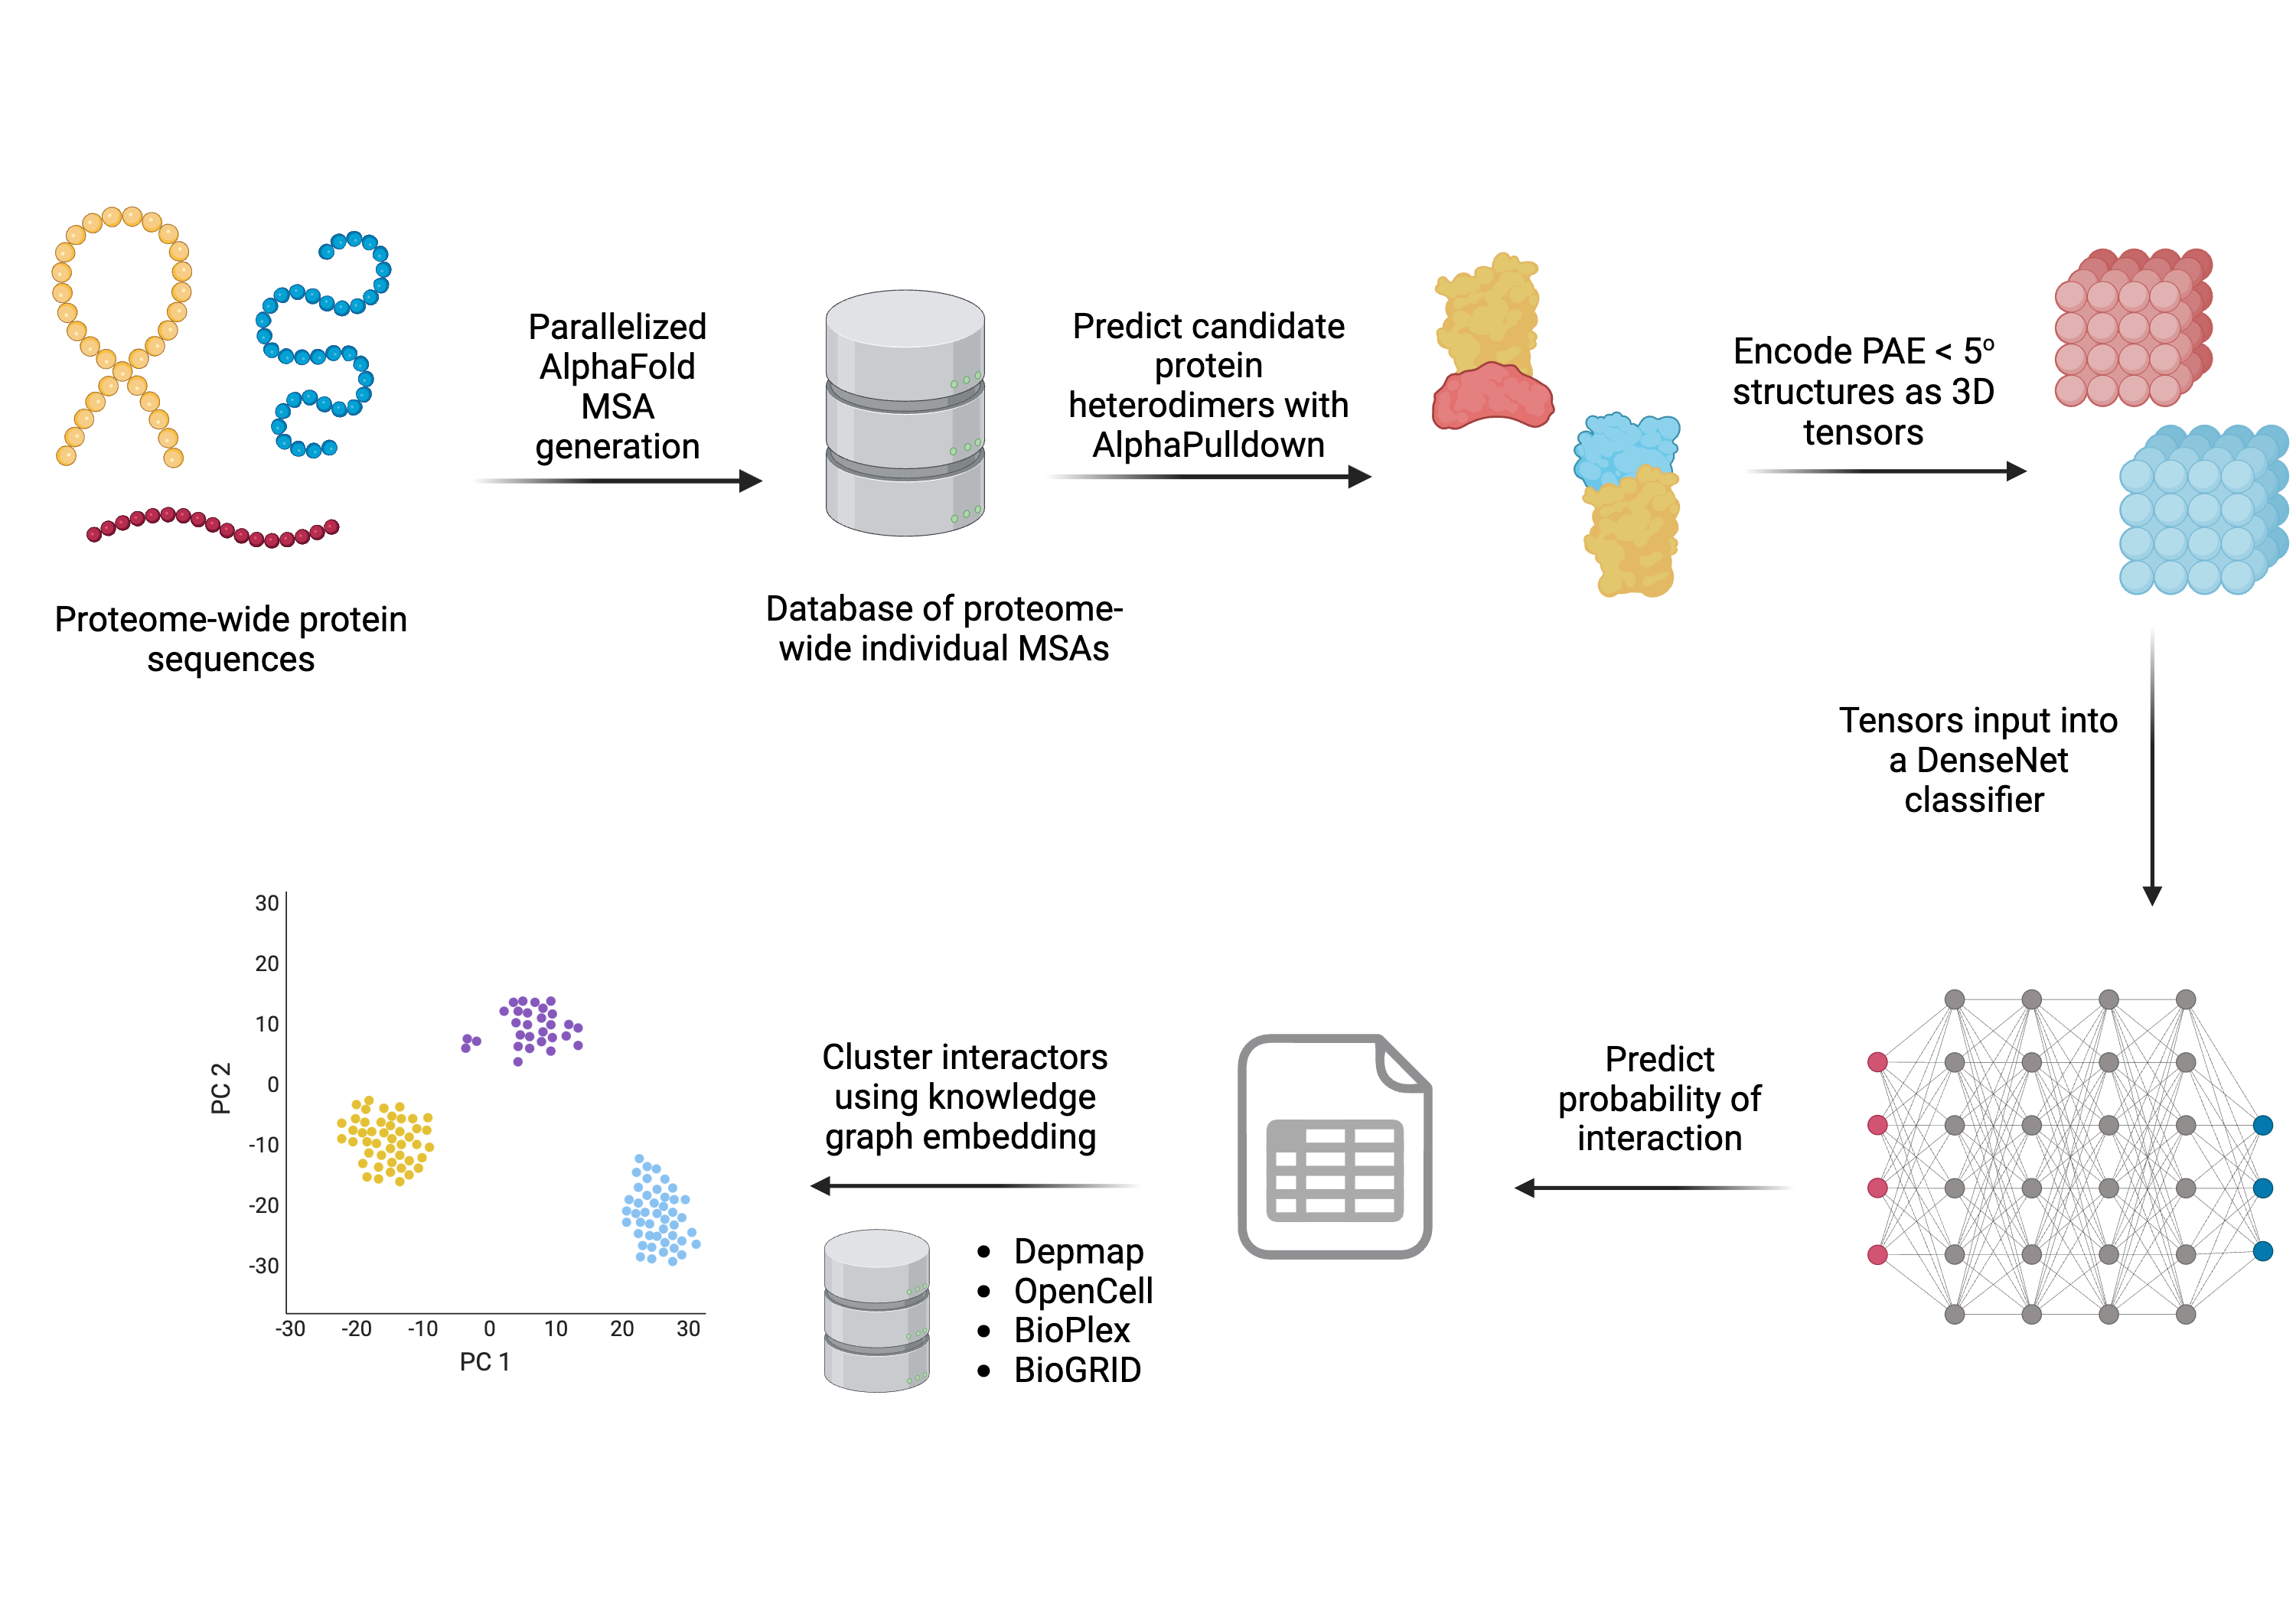 Parallelized
AlphaFold
MSA
generation
Predict candidate
protein
heterodimers with
AlphaPulldown
Encode PAE < 5º
structures as 3D
tensors
Proteome-wide protein
sequences
Database of proteome-
wide individual MSAs
Tensors input into
a DenseNet
classifier
Predict
probability of
interaction
Cluster interactors
using knowledge
graph embedding
• Depmap
• OpenCell
• BioPlex
• BioGRID
PC 2
30
20
10
0
-10
-20
-30
-30 -20 -10 0 10 20 30
PC 1